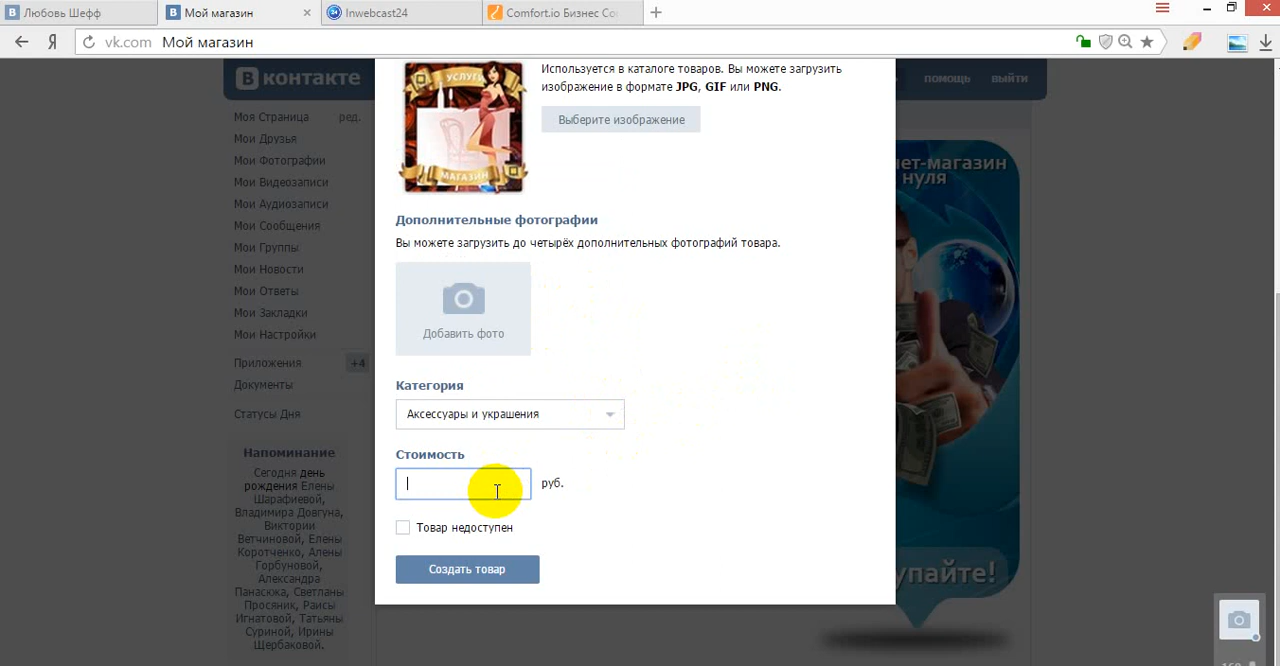 Любовь Шефф
Мой магазин
Inwebcast24
Comfort.io Бизнес Со
vk.com Мой магазин
В контакте
помощь
выйти
Используется в каталоге товаров. Вы можете загрузить
изображение в формате JPG, GIF или PNG.
Выберите изображение
УСЛУГИ
МАГАЗИН
Моя Страница ред.
Мои Друзья
Мои Фотографии
Мои Видеозаписи
Мои Аудиозаписи
Мои Сообщения
Мои Группы
Мои Новости
Мои Ответы
Мои Закладки
Мои Настройки
Приложения +4
Документы
Статусы Дня
Напоминание
Сегодня день
рождения Елены
Шарафиевой,
Владимира Довгуна,
Виктории
Ветчиновой, Елены
Коротченко, Алены
Горбуновой,
Александра
Панасюка, Светланы
Просяник, Раисы
Игнатовой, Татьяны
Суриной, Ирины
Щербаковой.
Дополнительные фотографии
Вы можете загрузить до четырёх дополнительных фотографий товара.
Добавить фото
Категория
Аксессуары и украшения
Стоимость
руб.
Товар недоступен
Создать товар
нет-магазин
нуля
упайте!